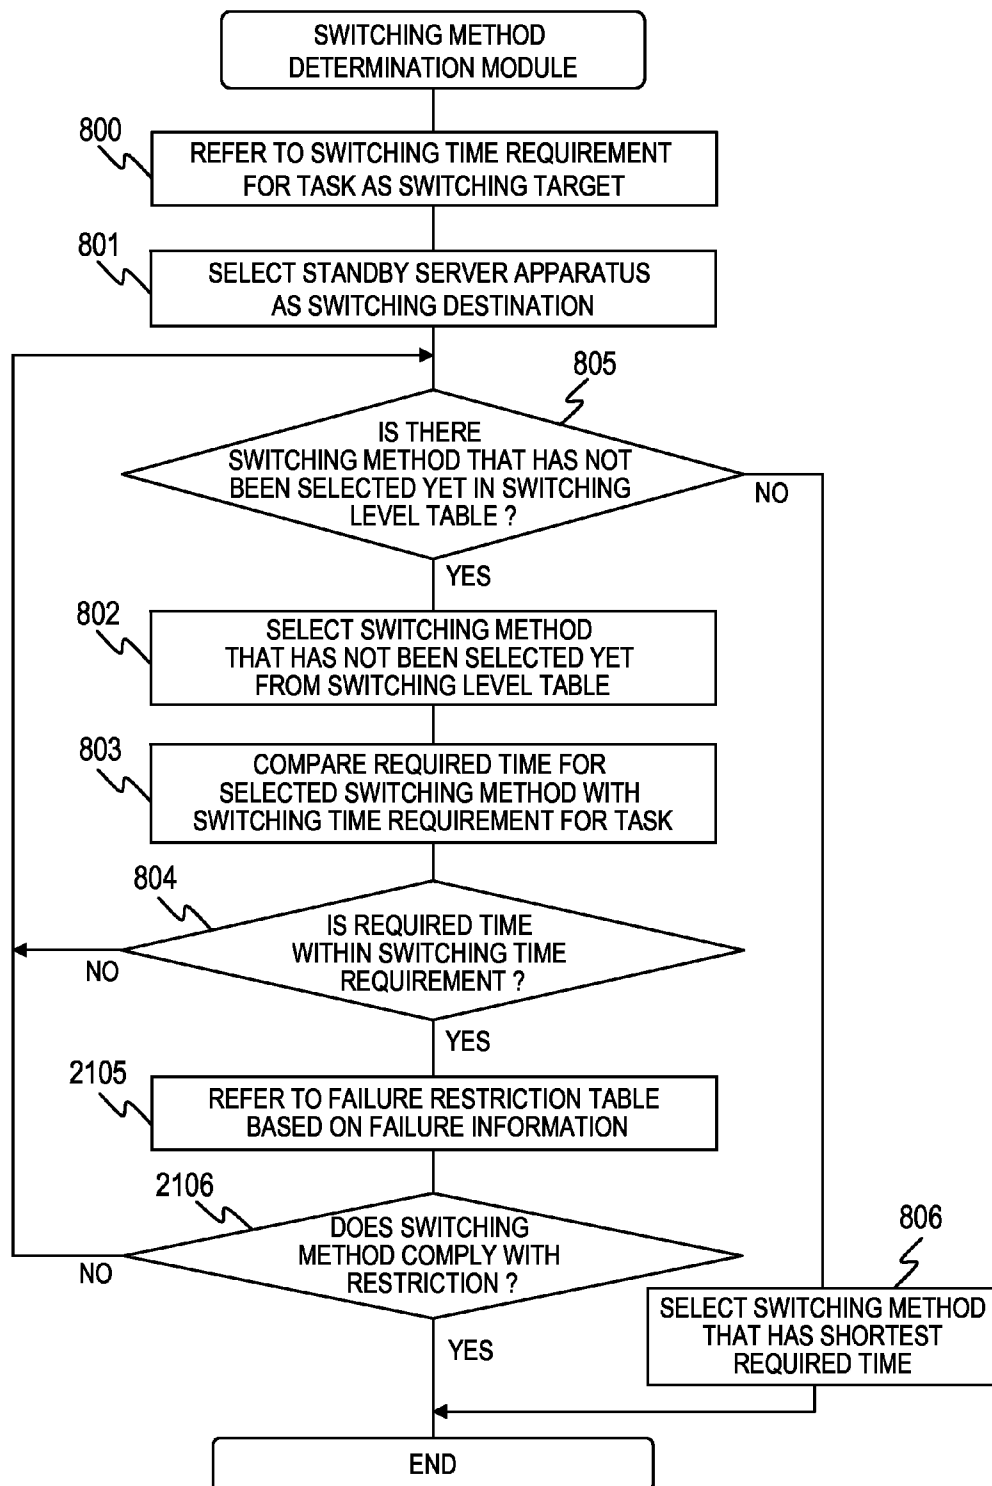 SWITCHING METHOD
DETERMINATION MODULE
800
REFER TO SWITCHING TIME REQUIREMENT
FOR TASK AS SWITCHING TARGET
801
SELECT STANDBY SERVER APPARATUS
AS SWITCHING DESTINATION
805
IS THERE
SWITCHING METHOD THAT HAS NOT
BEEN SELECTED YET IN SWITCHING
LEVEL TABLE ?
NO
YES
802
SELECT SWITCHING METHOD
THAT HAS NOT BEEN SELECTED YET
FROM SWITCHING LEVEL TABLE
803
COMPARE REQUIRED TIME FOR
SELECTED SWITCHING METHOD WITH
SWITCHING TIME REQUIREMENT FOR TASK
804
IS REQUIRED TIME
WITHIN SWITCHING TIME
REQUIREMENT ?
NO
YES
2105
REFER TO FAILURE RESTRICTION TABLE
BASED ON FAILURE INFORMATION
2106
DOES SWITCHING
METHOD COMPLY WITH
RESTRICTION ?
NO
YES
806
SELECT SWITCHING METHOD
THAT HAS SHORTEST
REQUIRED TIME
END